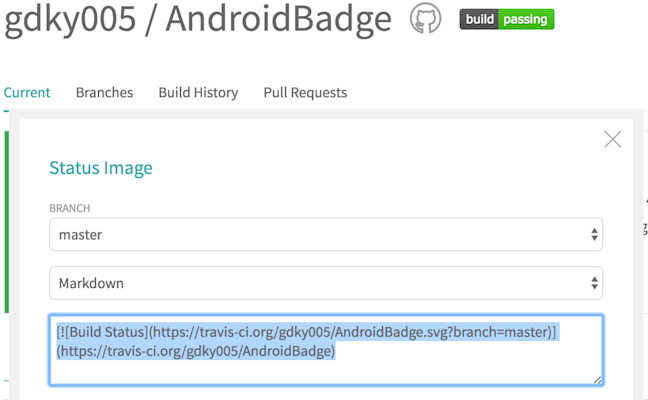 gdky005 / AndroidBadge build passing
Current Branches Build History Pull Requests
Status Image
BRANCH
master
Markdown
[![Build Status](https://travis-ci.org/gdky005/AndroidBadge.svg?branch=master)]
(https://travis-ci.org/gdky005/AndroidBadge)